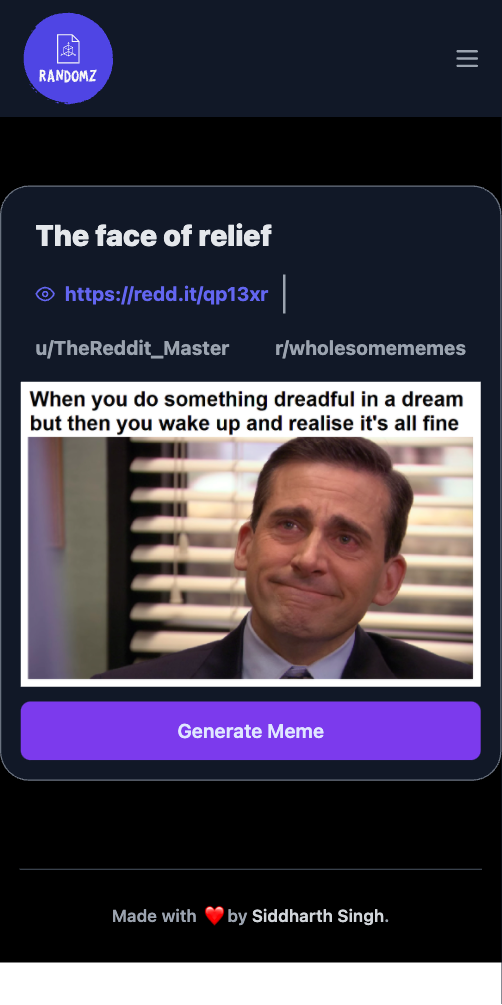 RANDOMZ
The face of relief
https://redd.it/qp13xr
u/TheReddit_Master r/wholesomememes
When you do something dreadful in a dream
but then you wake up and realise it's all fine
Generate Meme
Made with ❤️ by Siddharth Singh.